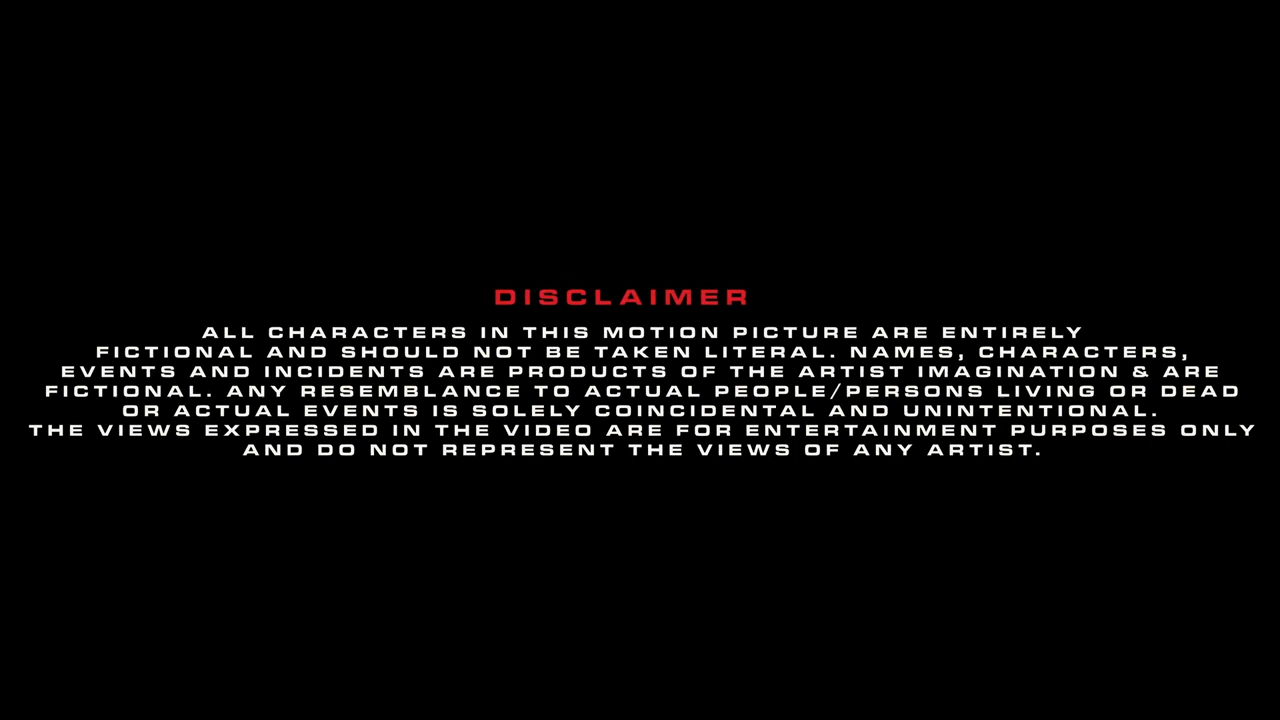 DISCLAIMER
ALL CHARACTERS IN THIS MOTION PICTURE ARE ENTIRELY
FICTIONAL AND SHOULD NOT BE TAKEN LITERAL. NAMES, CHARACTERS,
EVENTS AND INCIDENTS ARE PRODUCTS OF THE ARTIST IMAGINATION & ARE
FICTIONAL. ANY RESEMBLANCE TO ACTUAL PEOPLE/PERSONS LIVING OR DEAD
OR ACTUAL EVENTS IS SOLELY COINCIDENTAL AND UNINTENTIONAL.
THE VIEWS EXPRESSED IN THE VIDEO ARE FOR ENTERTAINMENT PURPOSES ONLY
AND DO NOT REPRESENT THE VIEWS OF ANY ARTIST.